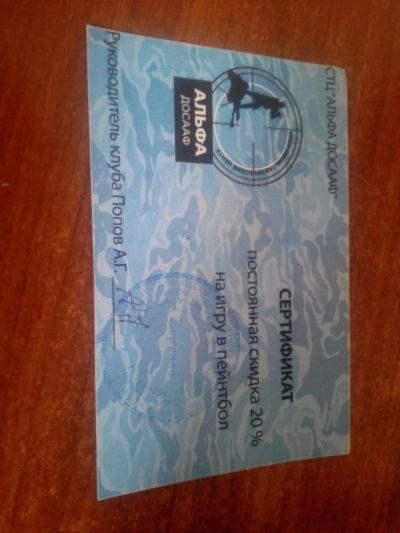 СТЦ"АЛЬФА ДОСААФ"
АЛЬФА
ДОСААФ
СЕРТИФИКАТ
постоянная скидка 20 %
на игру в пейнтбол
Руководитель клуба Попов А.Г.